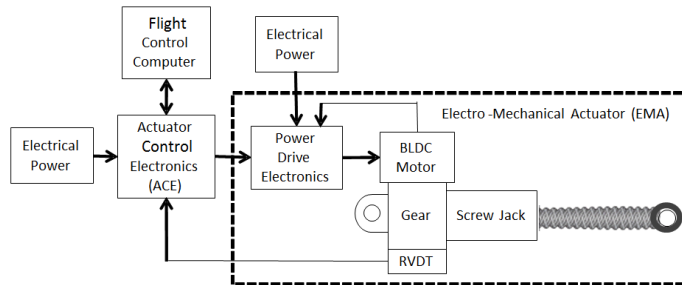 Flight
Control
Computer
Electrical
Power
Electro -Mechanical Actuator (EMA)
Electrical
Power
Actuator
Control
Electronics
(ACE)
Power
Drive
Electronics
BLDC
Motor
Gear
Screw Jack
RVDT